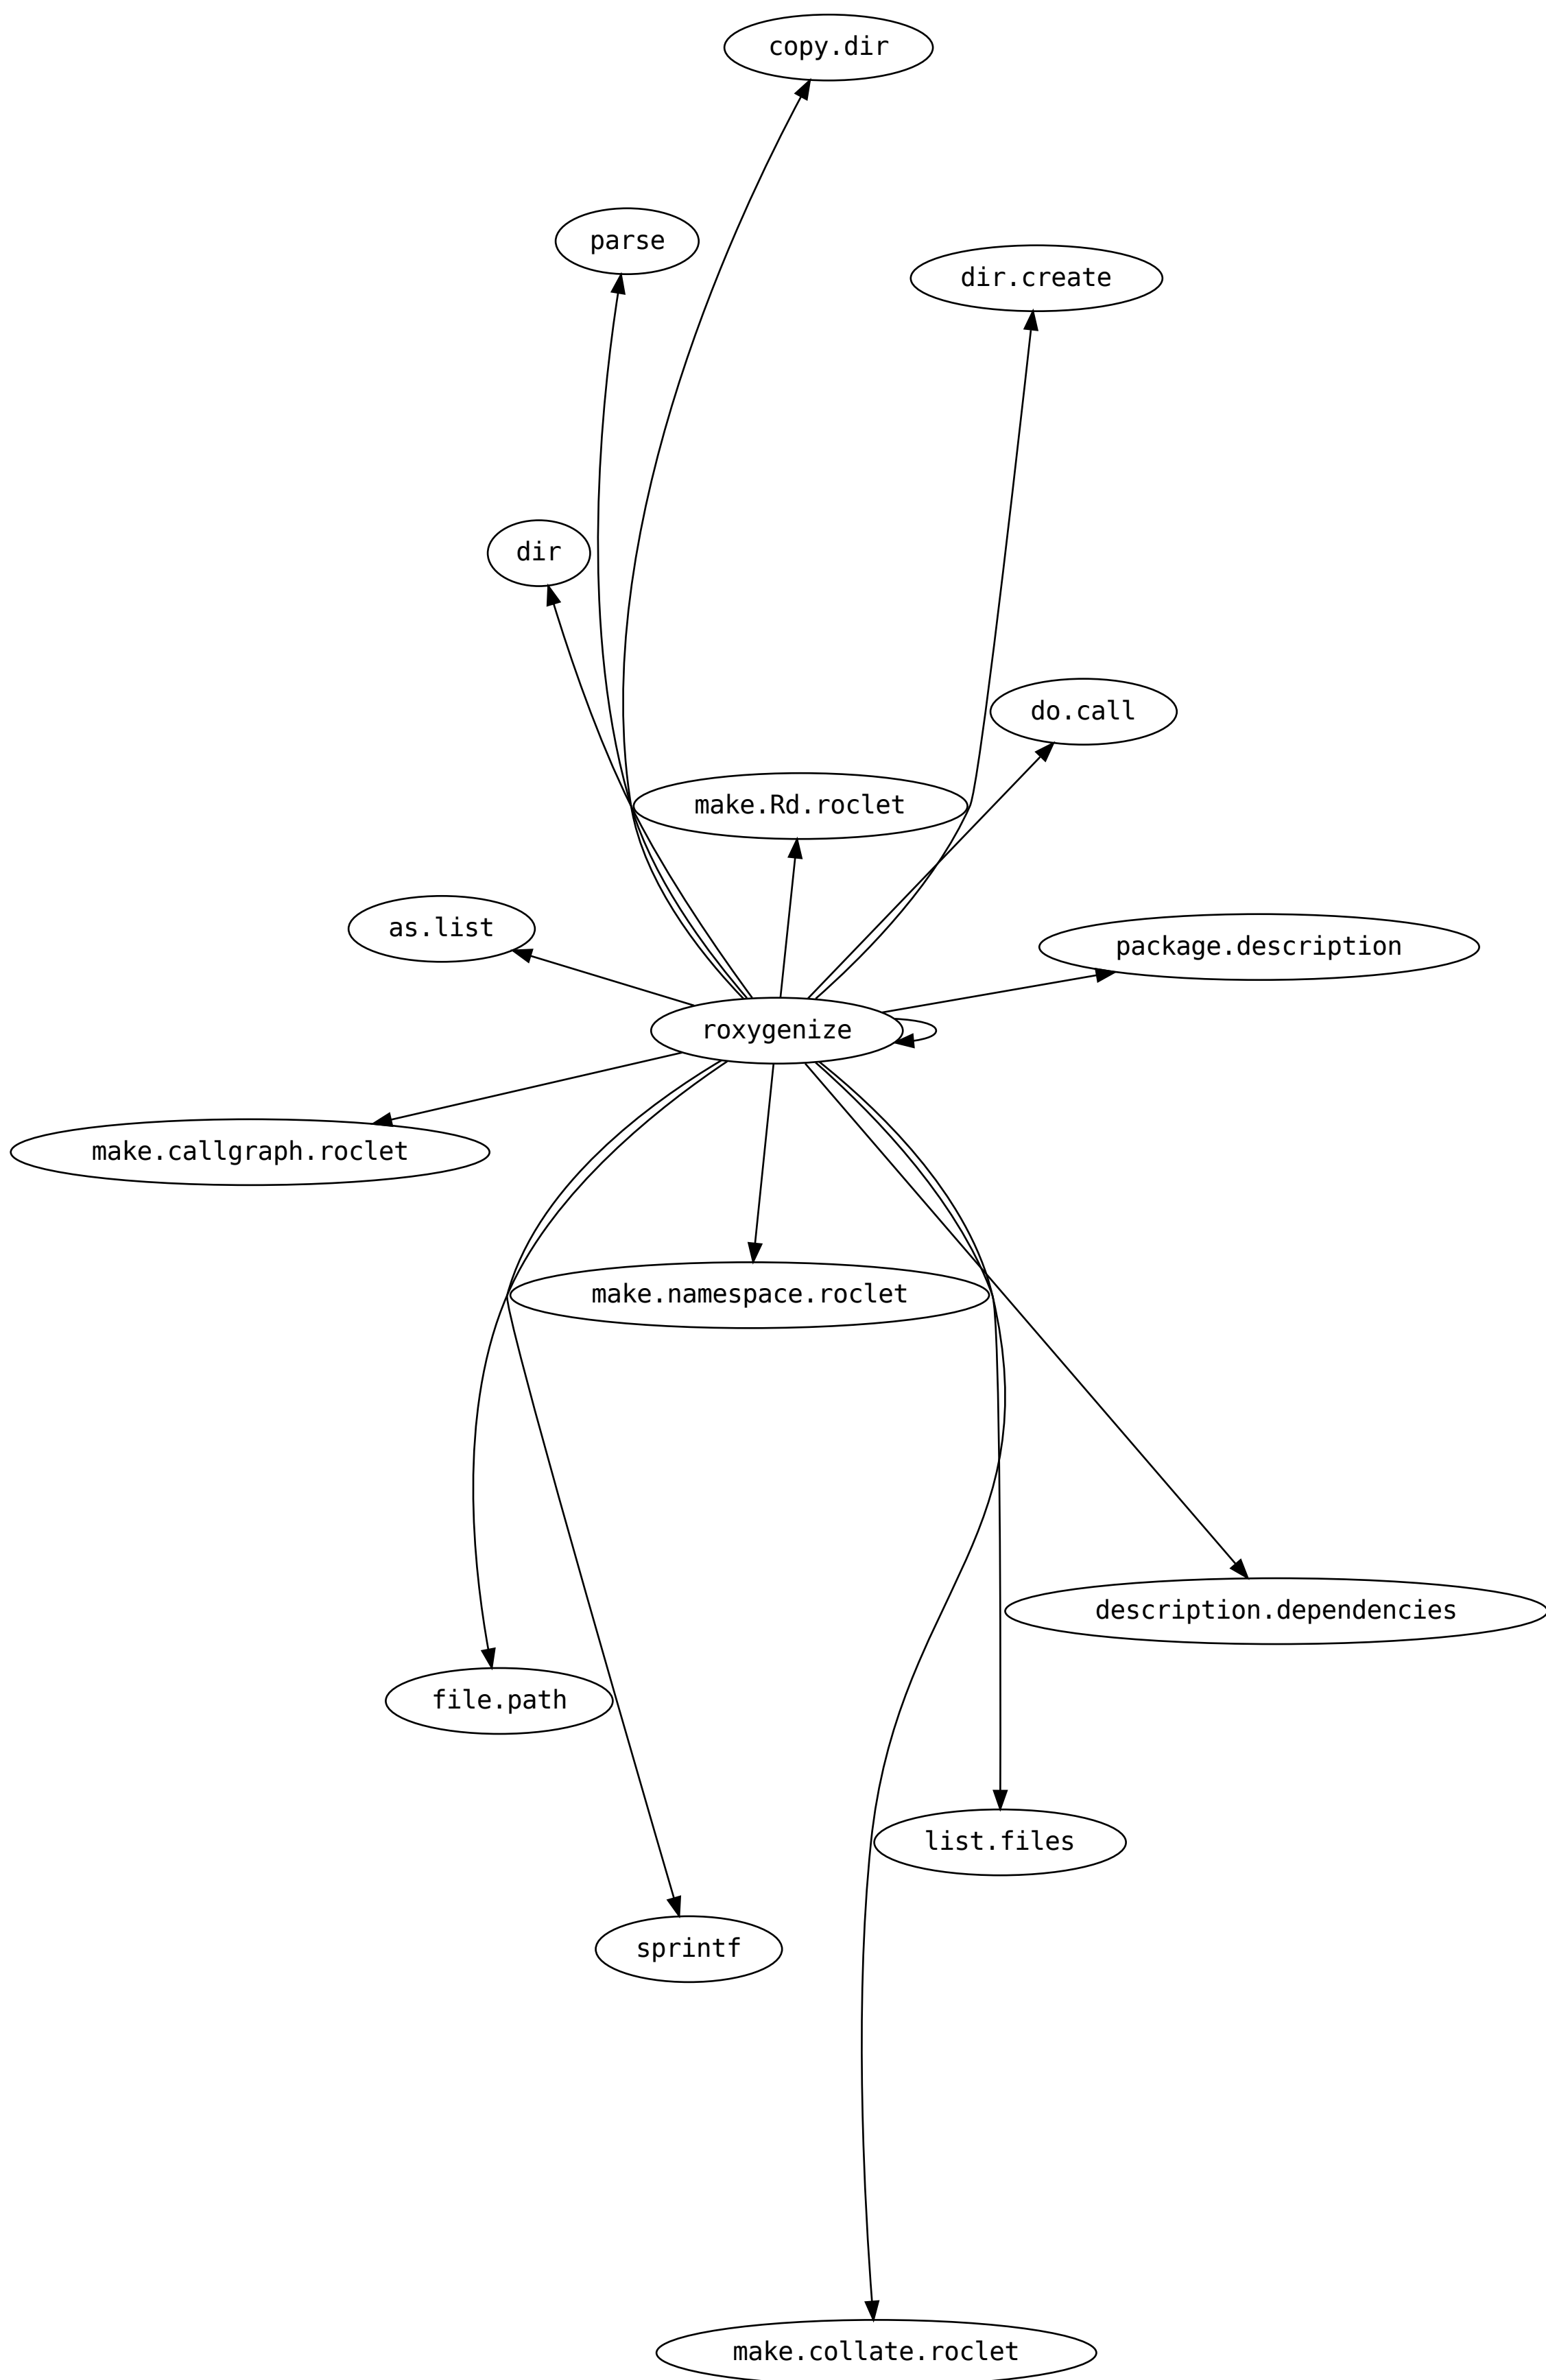 copy.dir
parse
dir.create
dir
do.call
make.Rd.roclet
as.list
package.description
roxygenize
make.callgraph.roclet
make.namespace.roclet
description.dependencies
file.path
list.files
sprintf
make.collate.roclet